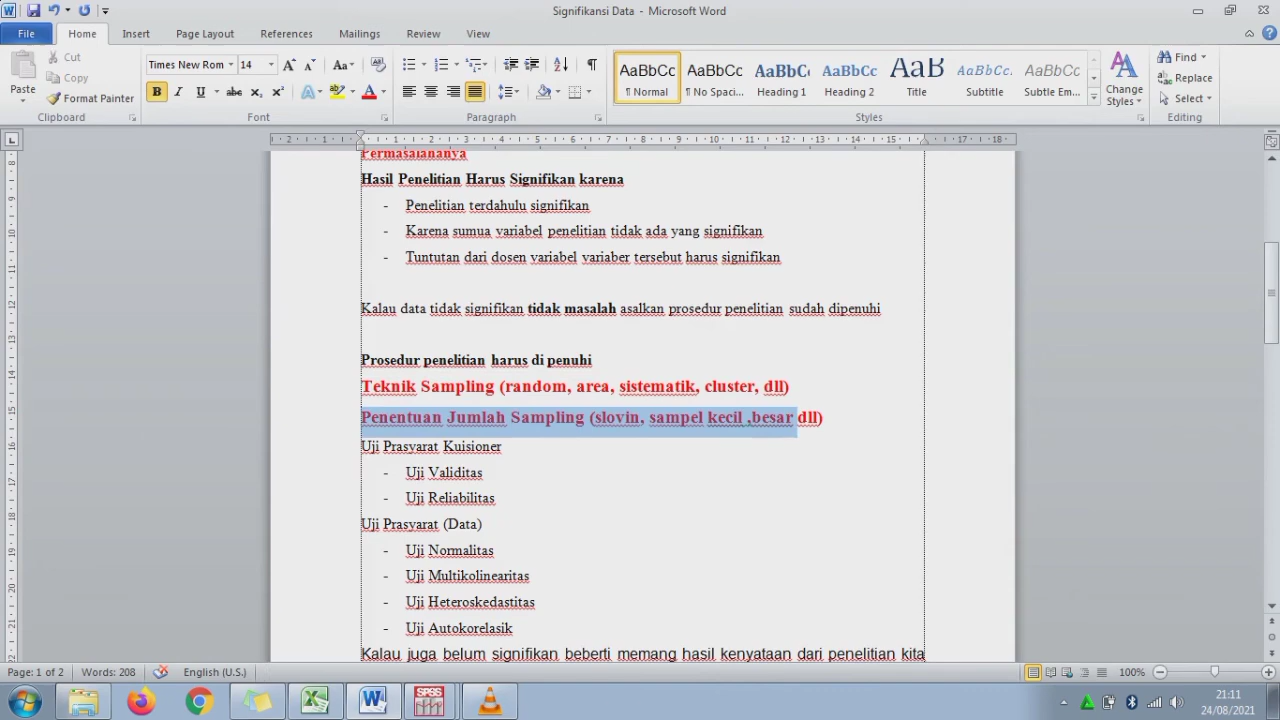 Signifikansi Data - Microsoft Word
File Home Insert Page Layout References Mailings Review View
Paste
Cut
Copy
Format Painter
Clipboard
Times New Rom 14
Font
Paragraph
AaBbCc AaBbCc AaBbC AaBbCc AaB AaBbCc. AaBbCc
¶ Normal ¶ No Spaci... Heading 1 Heading 2 Title Subtitle Subtle Em...
Change Styles
Styles
Find
Replace
Select
Editing
Permasalahanya
Hasil Penelitian Harus Signifikan karena
- Penelitian terdahulu signifikan
- Karena sumua variabel penelitian tidak ada yang signifikan
- Tuntutan dari dosen variabel variaber tersebut harus signifikan
Kalau data tidak signifikan tidak masalah asalkan prosedur penelitian sudah dipenuhi
Prosedur penelitian harus di penuhi
Teknik Sampling (random, area, sistematik, cluster, dll)
Penentuan Jumlah Sampling (slovin, sampel kecil ,besar dll)
Uji Prasyarat Kuisioner
- Uji Validitas
- Uji Reliabilitas
Uji Prasyarat (Data)
- Uji Normalitas
- Uji Multikolinearitas
- Uji Heteroskedastitas
- Uji Autokorelasik
Kalau juga belum signifikan beberti memang hasil kenyataan dari penelitian kita
Page: 1 of 2 Words: 208 English (U.S.) 100%
SPSS
21:11
24/08/2021